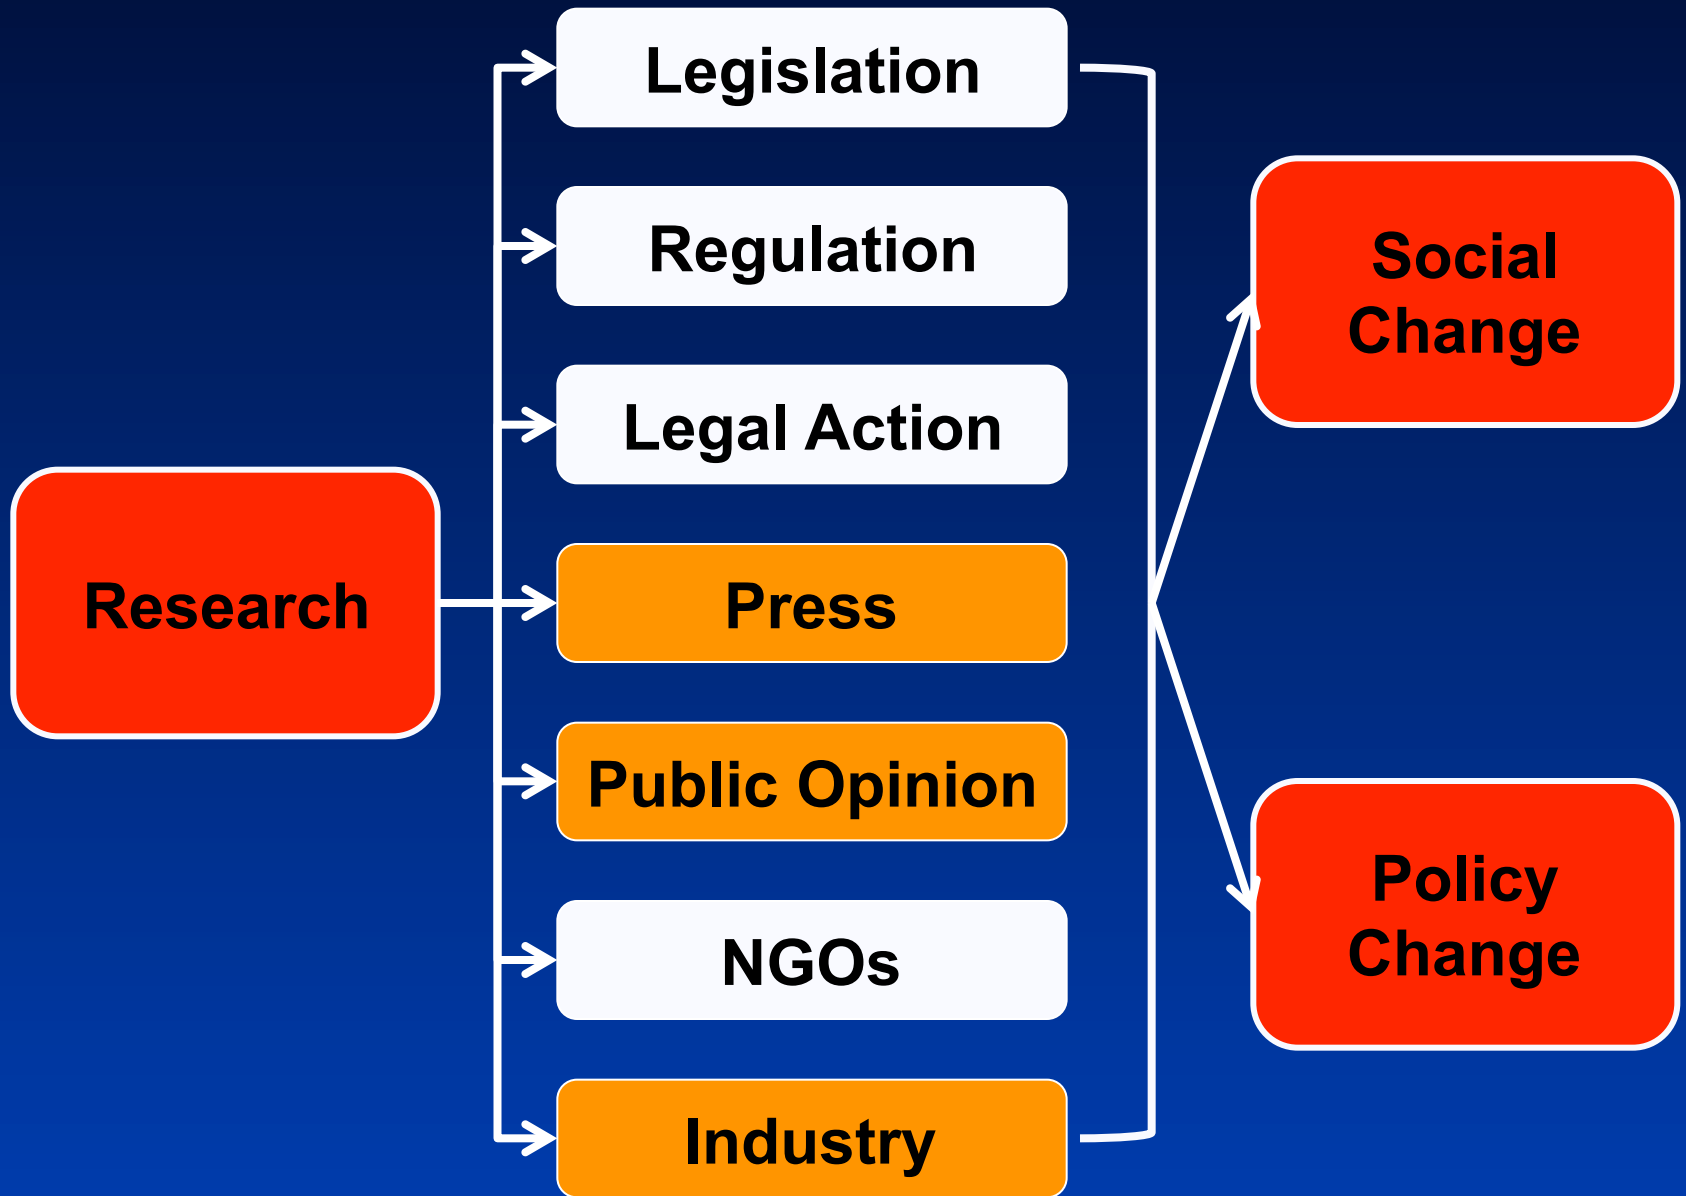 Research
Legislation
Regulation
Legal Action
Press
Public Opinion
NGOs
Industry
Social
Change
Policy
Change